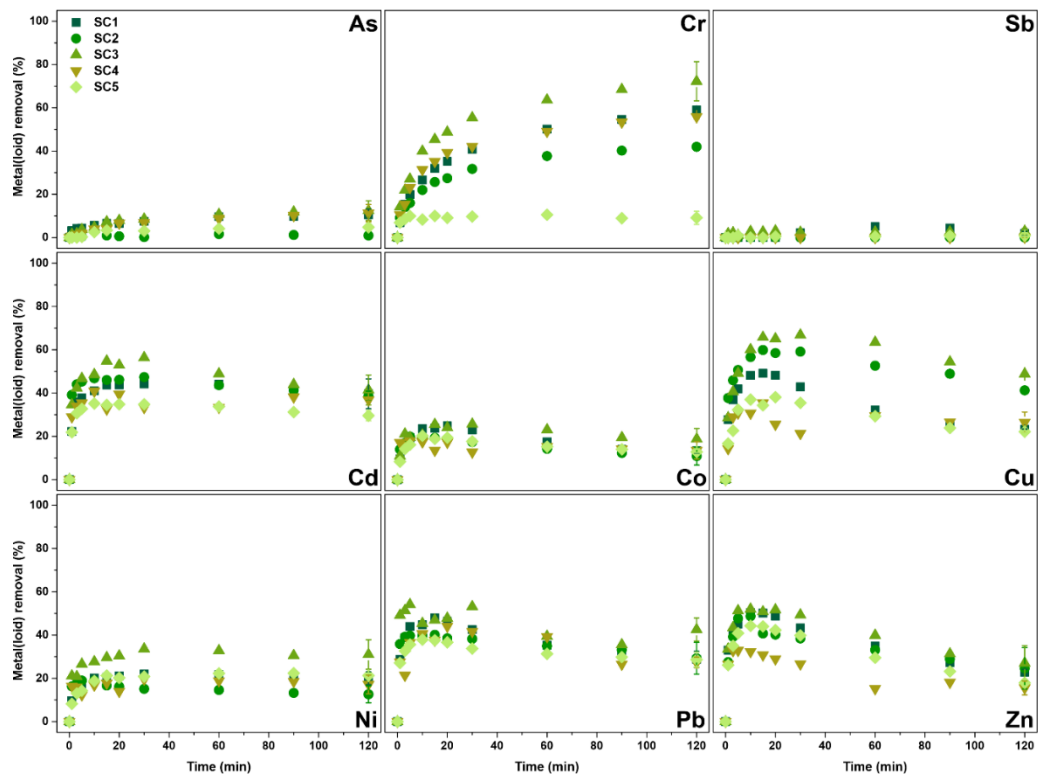 100
80
60
40
20
0
Metal(loid) removal (%)
SC1
SC2
SC3
SC4
SC5
As
Cr
Sb
100
80
60
40
20
0
Metal(loid) removal (%)
Cd
Co
Cu
100
80
60
40
20
0
Metal(loid) removal (%)
Ni
Pb
Zn
0 20 40 60 80 100 120
0 20 40 60 80 100 120
0 20 40 60 80 100 120
Time (min)
Time (min)
Time (min)